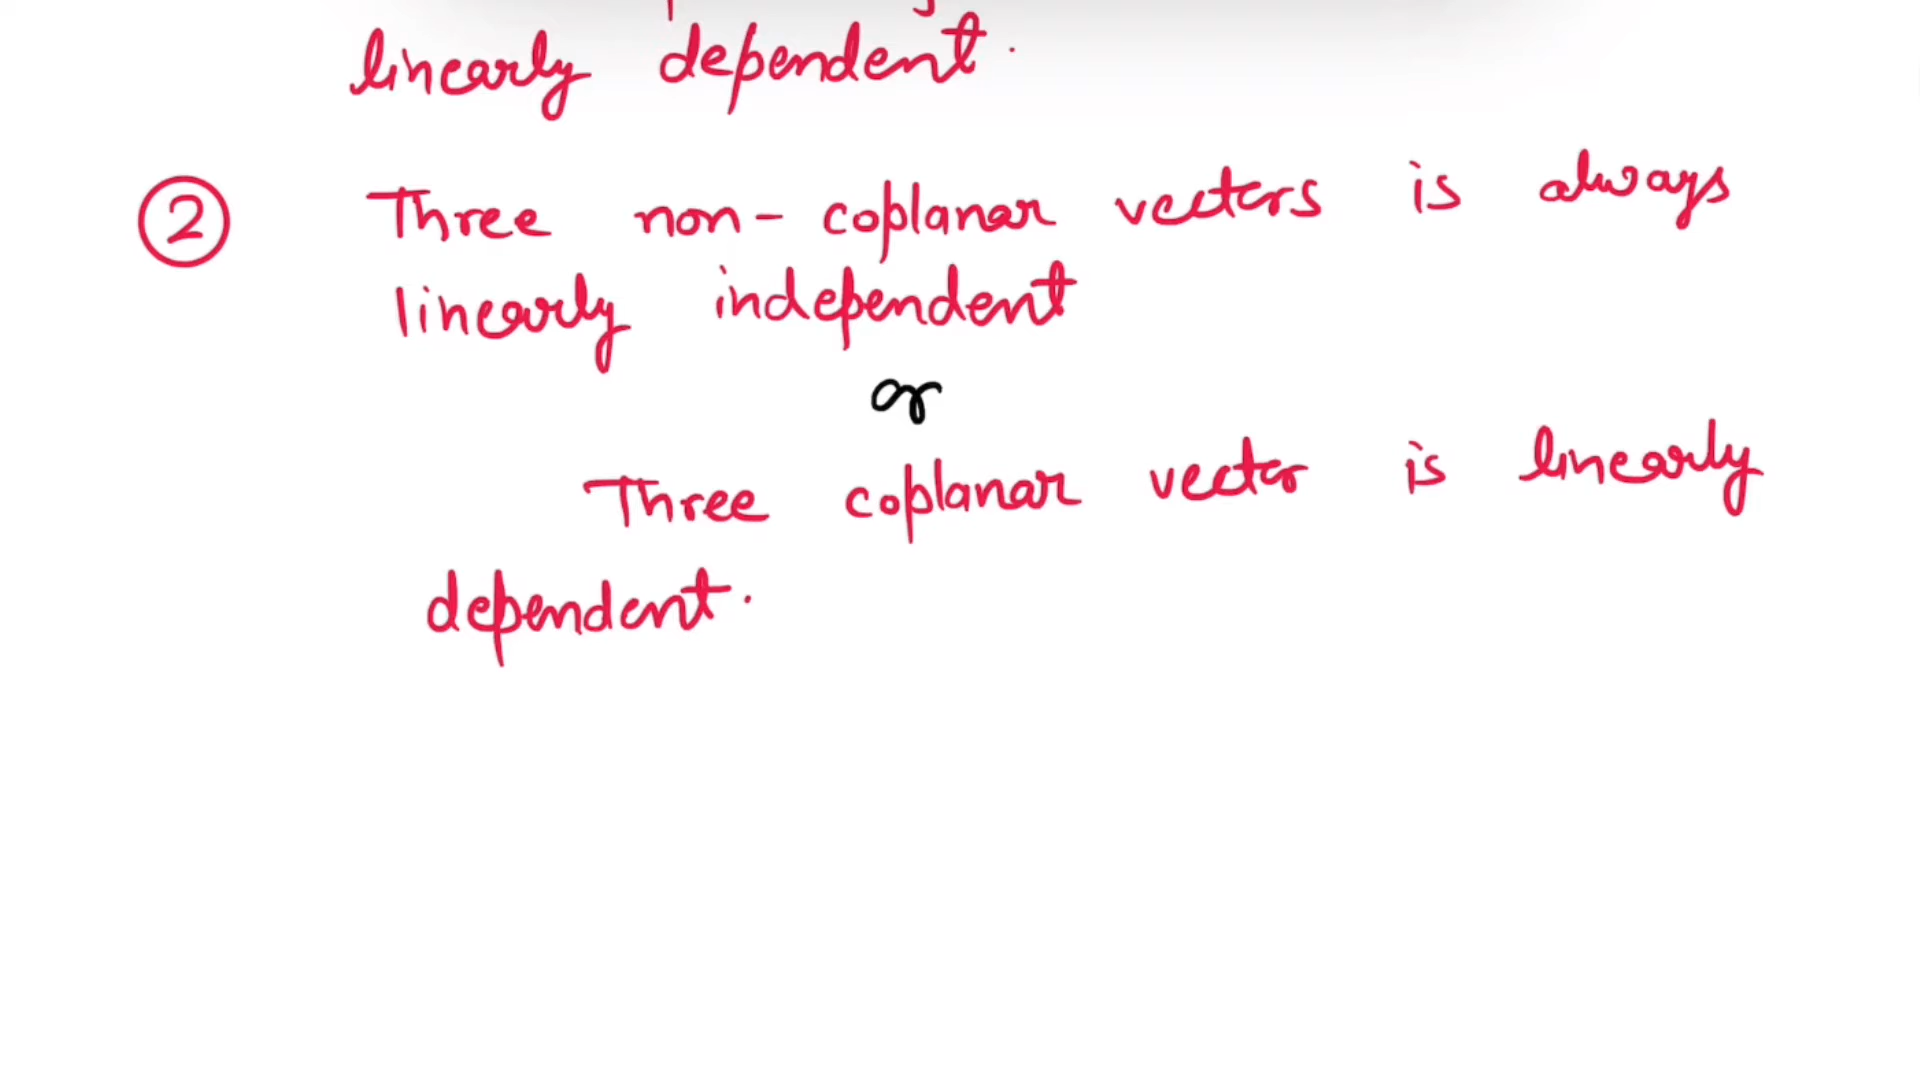 linearly dependent.
② Three non-coplanar vectors is always
linearly independent
or
Three coplanar vector is linearly
dependent.